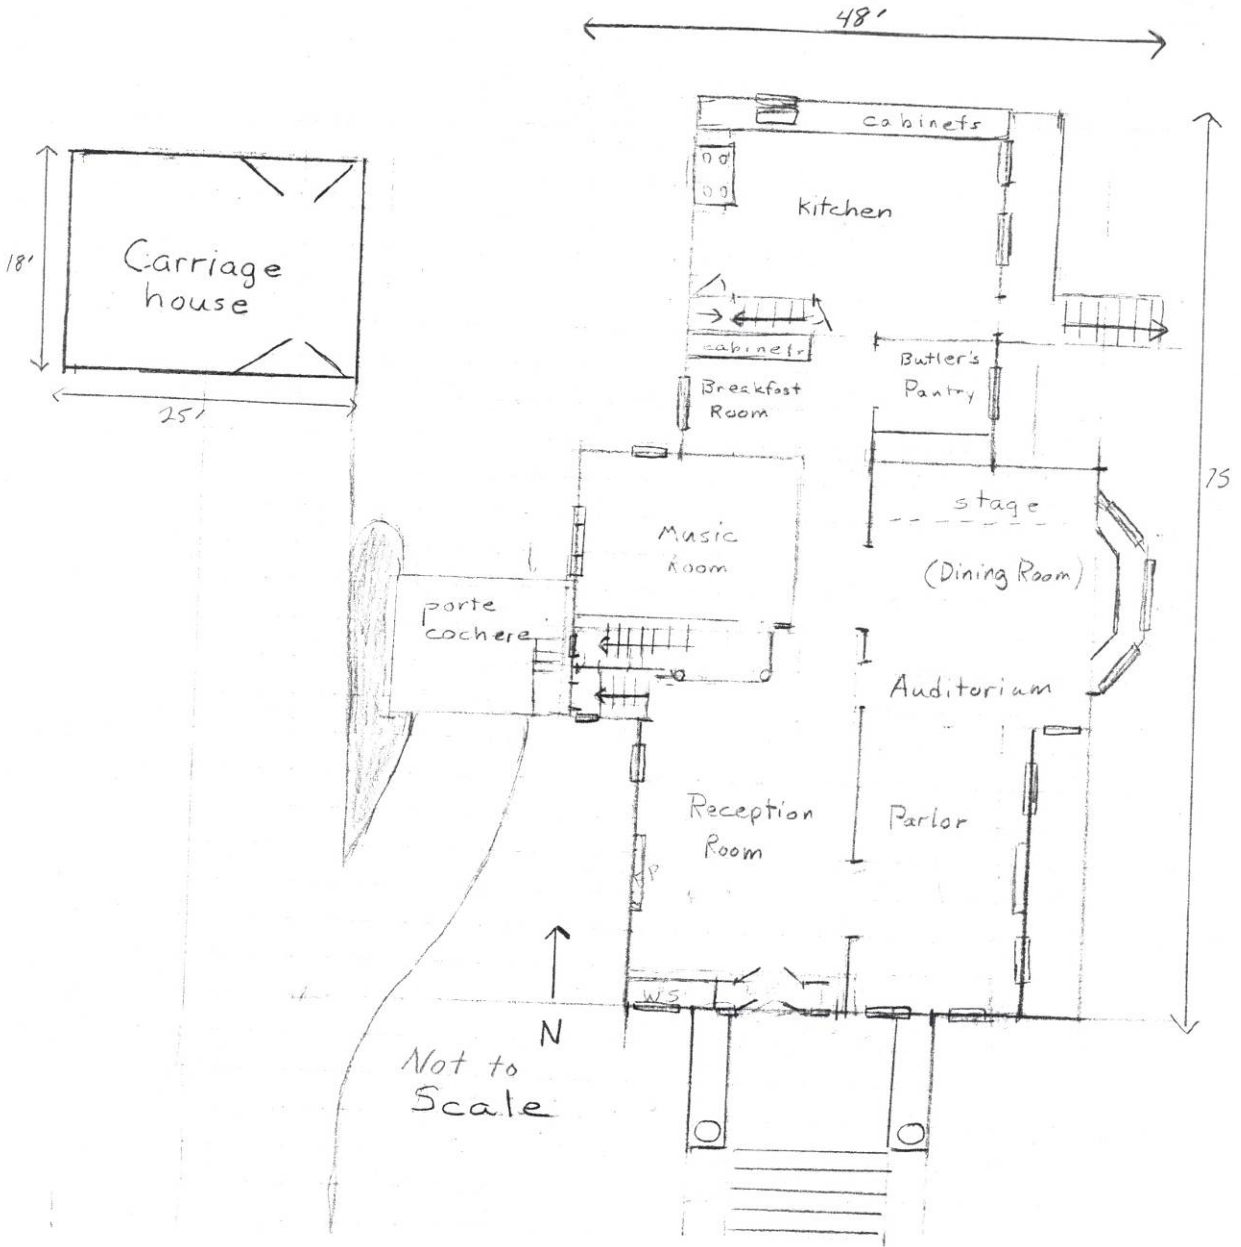 48'
cabinets
Kitchen
18'
Carriage
house
cabinets
Butler's
Pantry
Breakfast
Room
25'
75
stage
Music
Room
(Dining Room)
porte
cochere
Auditorium
Reception
Room
Parlor
P
WS
N
Not to
Scale